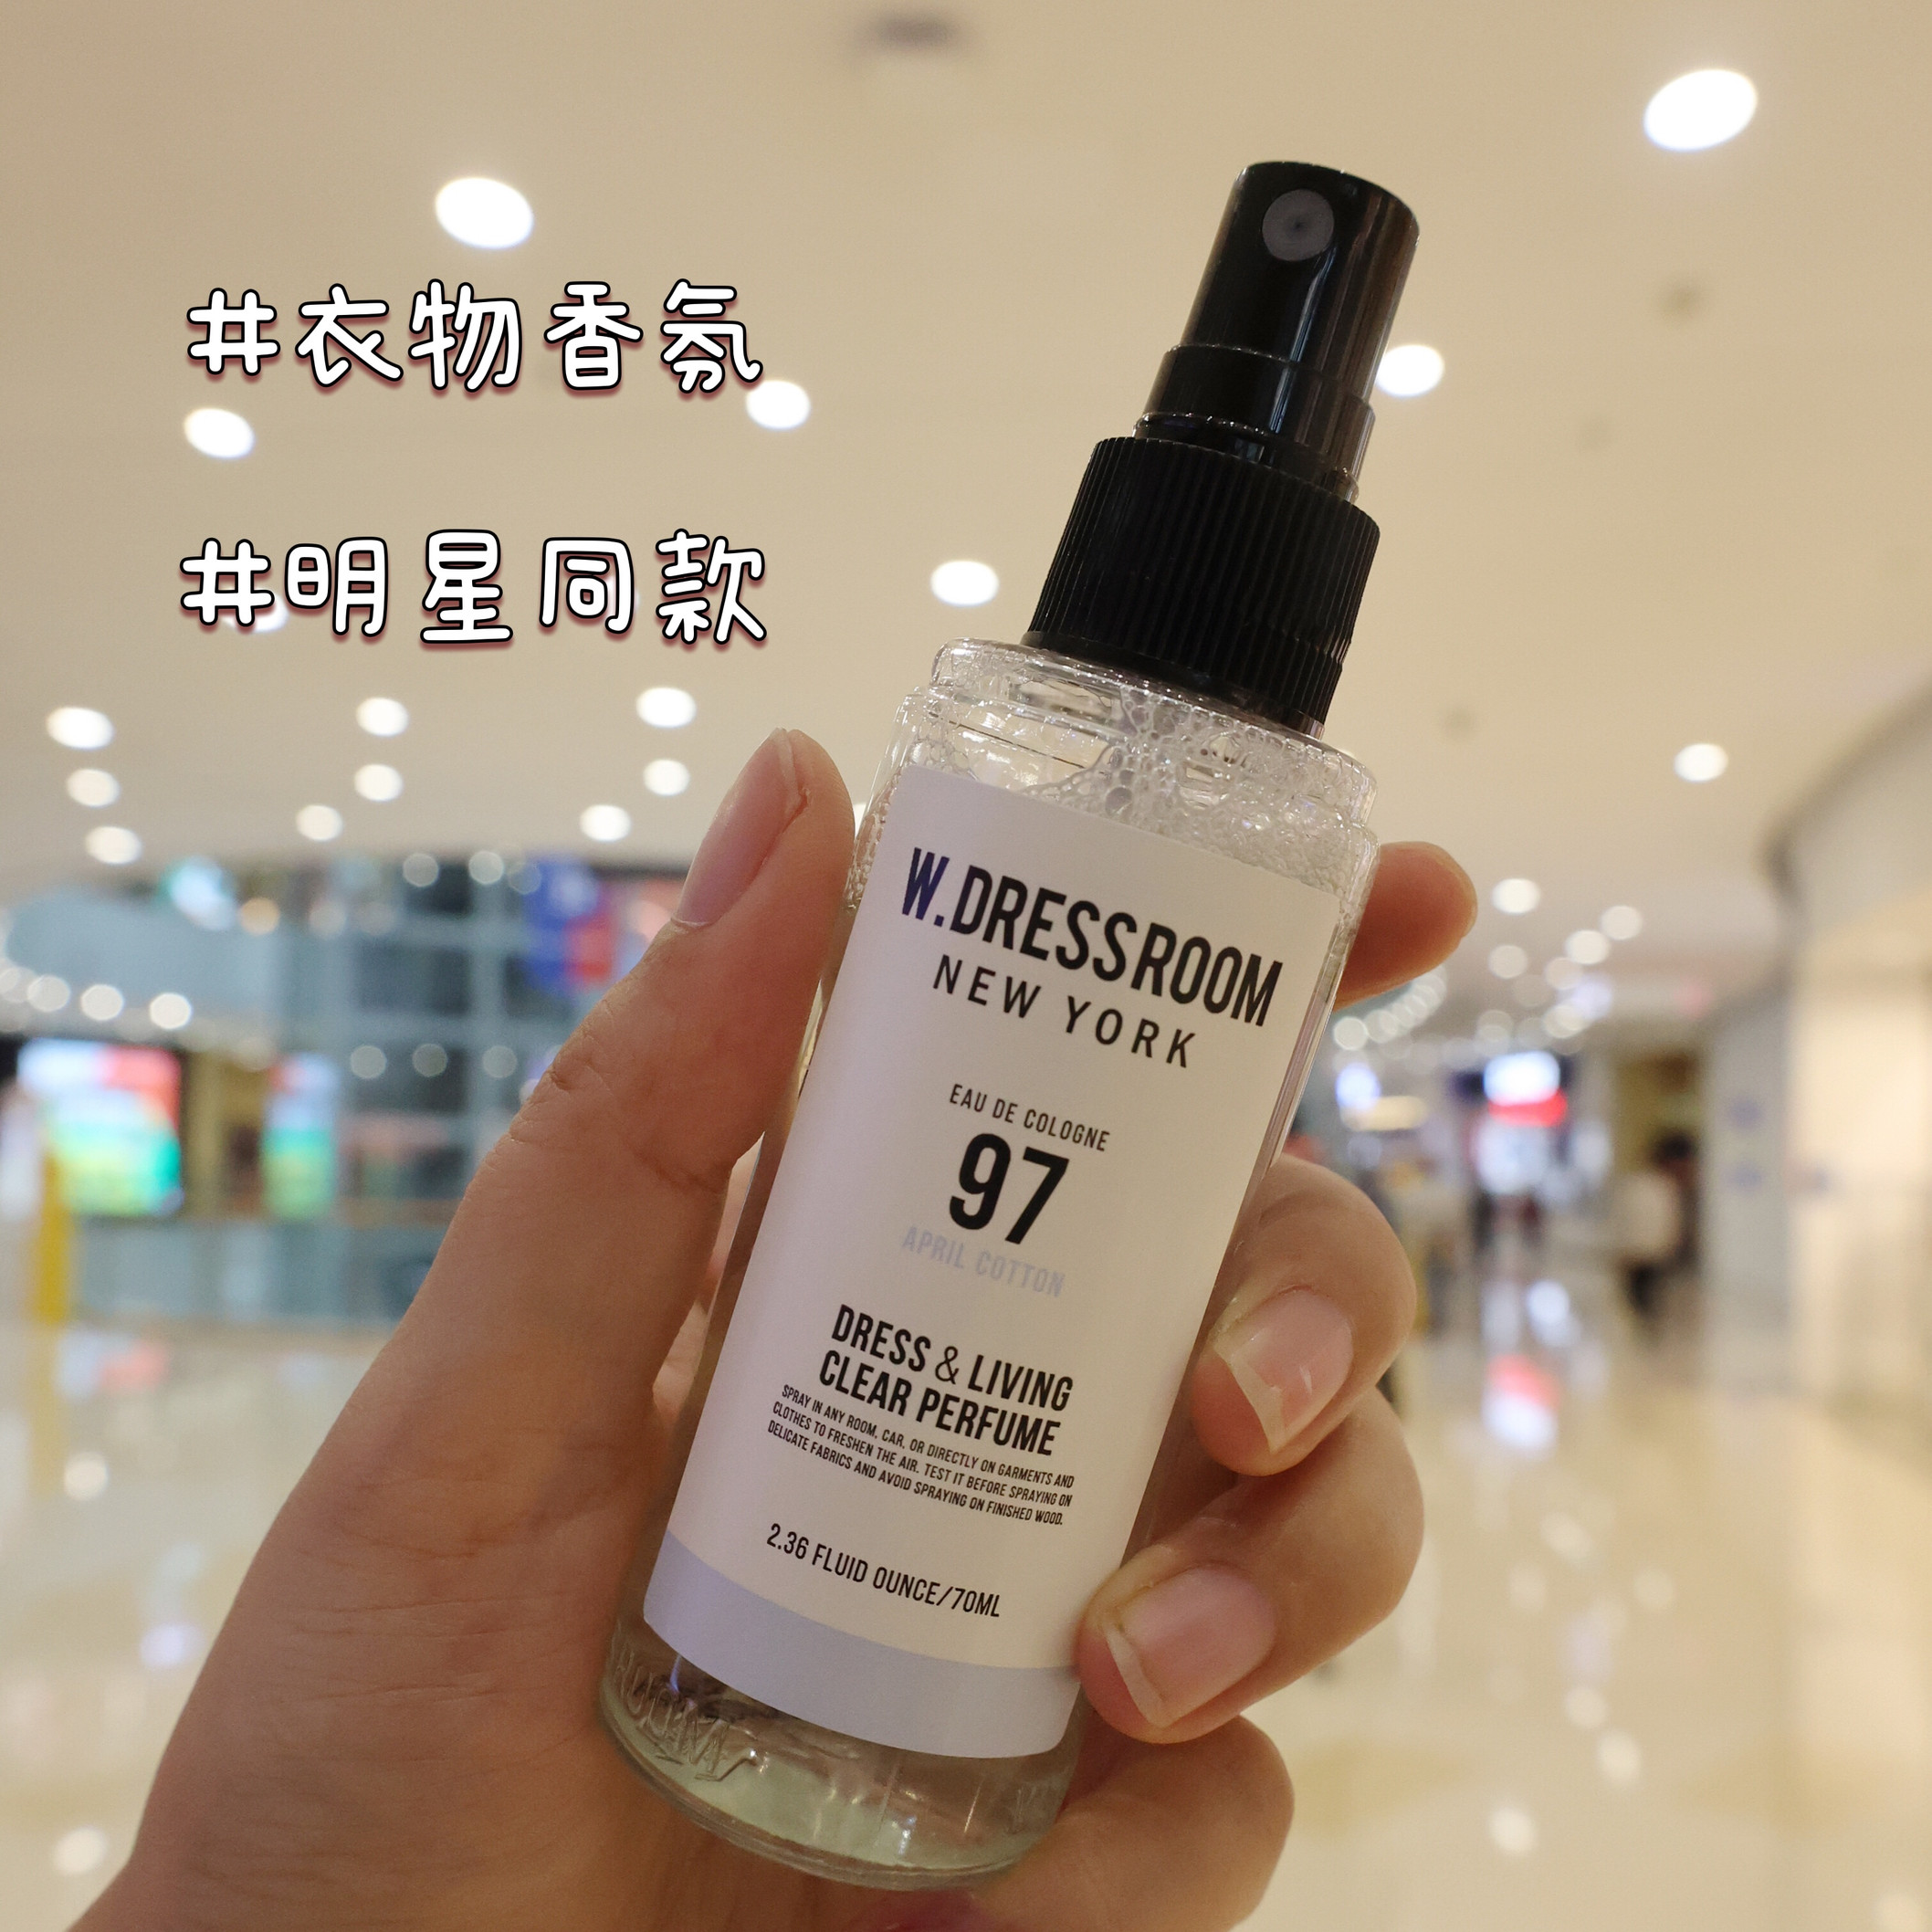 #衣物香氛
#明星同款
W.DRESSROOM
NEW YORK
EAU DE COLOGNE
97
APRIL COTTON
DRESS & LIVING
CLEAR PERFUME
SPRAY IN ANY ROOM, CAR, OR DIRECTLY ON GARMENTS AND
CLOTHES TO FRESHEN THE AIR. TEST IT BEFORE SPRAYING ON
DELICATE FABRICS AND AVOID SPRAYING ON FINISHED WOOD.
2.36 FLUID OUNCE/70ML